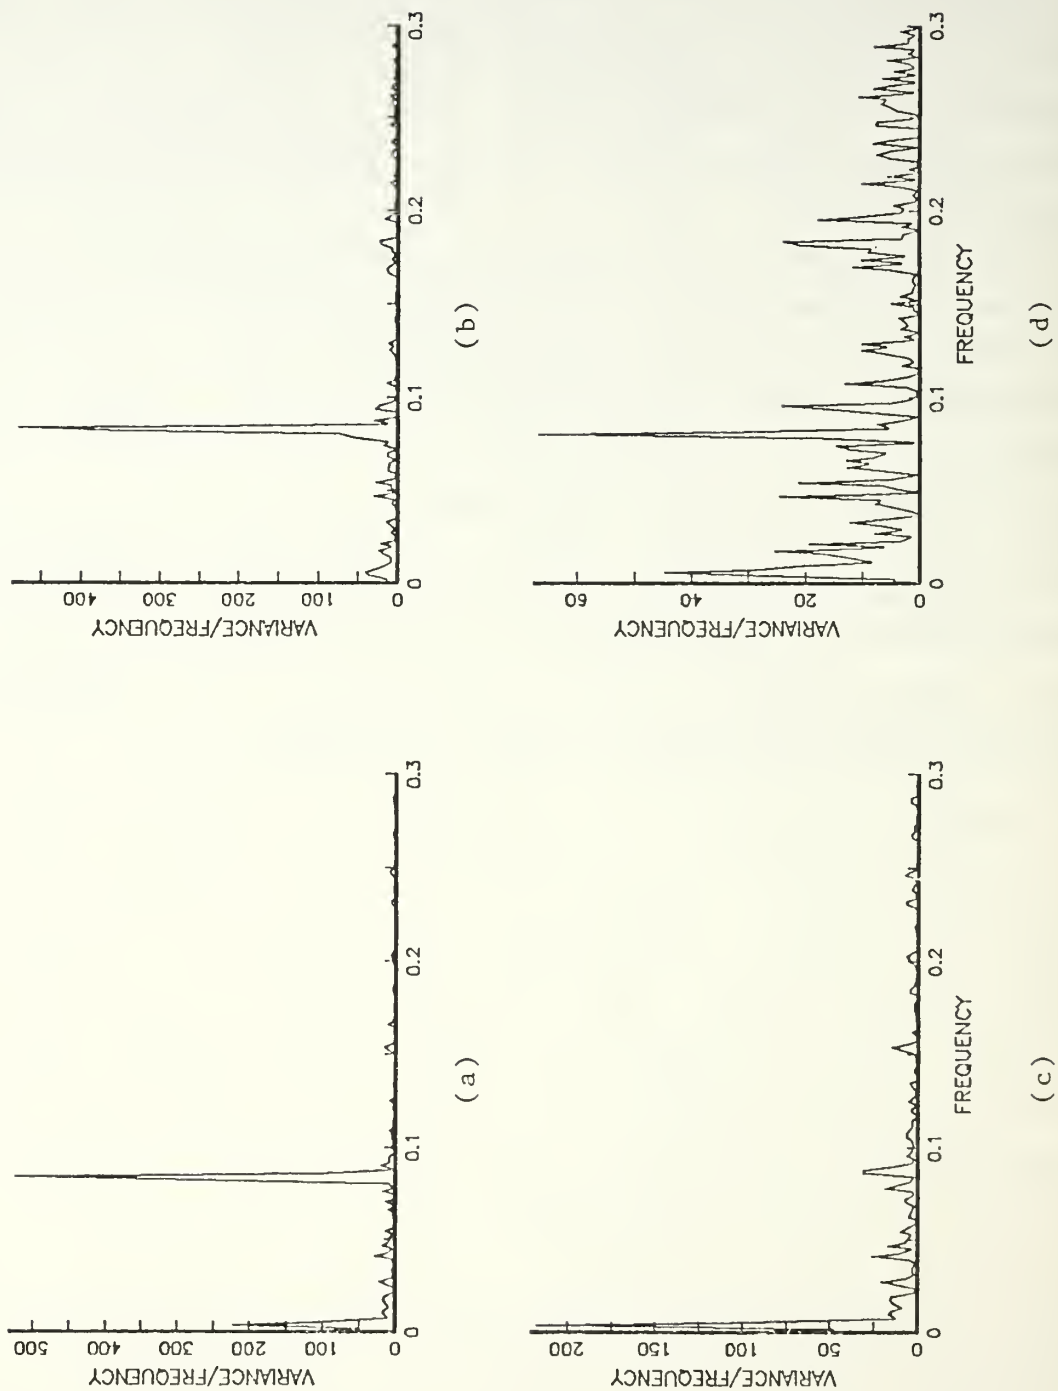 VARIANCE/FREQUENCY
0 100 200 300 400 500
0 0.1 0.2 0.3
(a)
VARIANCE/FREQUENCY
0 100 200 300 400
0 0.1 0.2 0.3
(b)
VARIANCE/FREQUENCY
0 50 100 150 200
0 0.1 0.2 0.3
FREQUENCY
(c)
VARIANCE/FREQUENCY
0 20 40 60
0 0.1 0.2 0.3
FREQUENCY
(d)